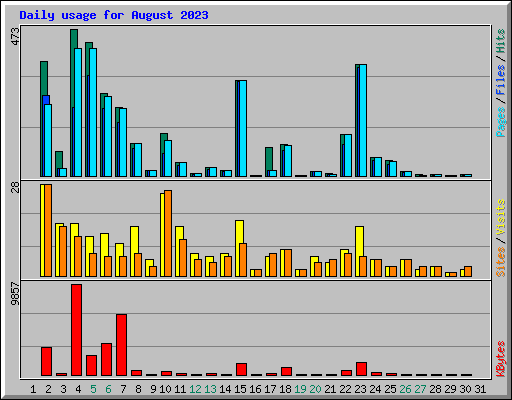 Daily usage for August 2023
473
Pages / Files / Hits
28
Sites / Visits
9857
KBytes
1 2 3 4 5 6 7 8 9 10 11 12 13 14 15 16 17 18 19 20 21 22 23 24 25 26 27 28 29 30 31